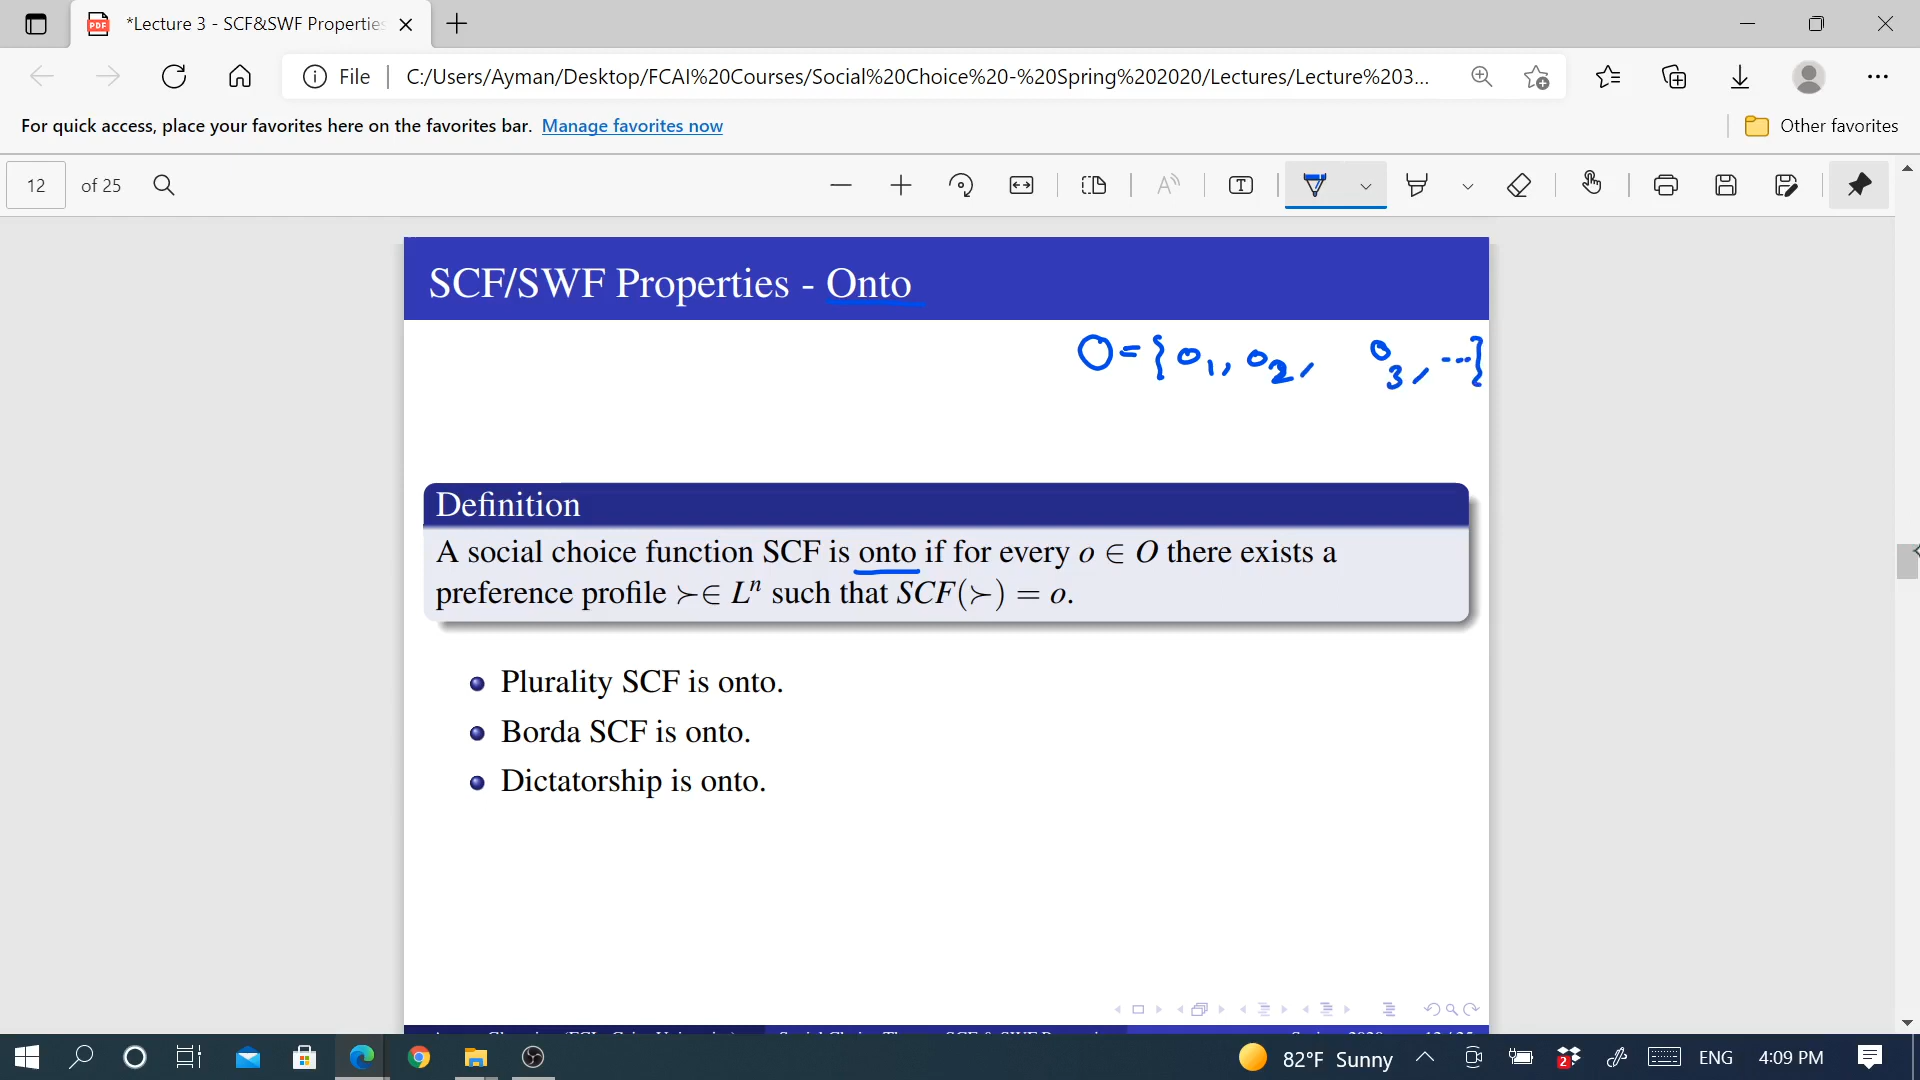 *Lecture 3 - SCF&SWF Properties
File
C:/Users/Ayman/Desktop/FCAI%20Courses/Social%20Choice%20-%20Spring%202020/Lectures/Lecture%203...
For quick access, place your favorites here on the favorites bar. Manage favorites now
Other favorites
12 of 25
SCF/SWF Properties - Onto
O = { o1, o2, o3, ...}
Definition
A social choice function SCF is onto if for every o ∈ O there exists a
preference profile ≻∈ Lⁿ such that SCF(≻) = o.
Plurality SCF is onto.
Borda SCF is onto.
Dictatorship is onto.
82°F Sunny
2
ENG
4:09 PM